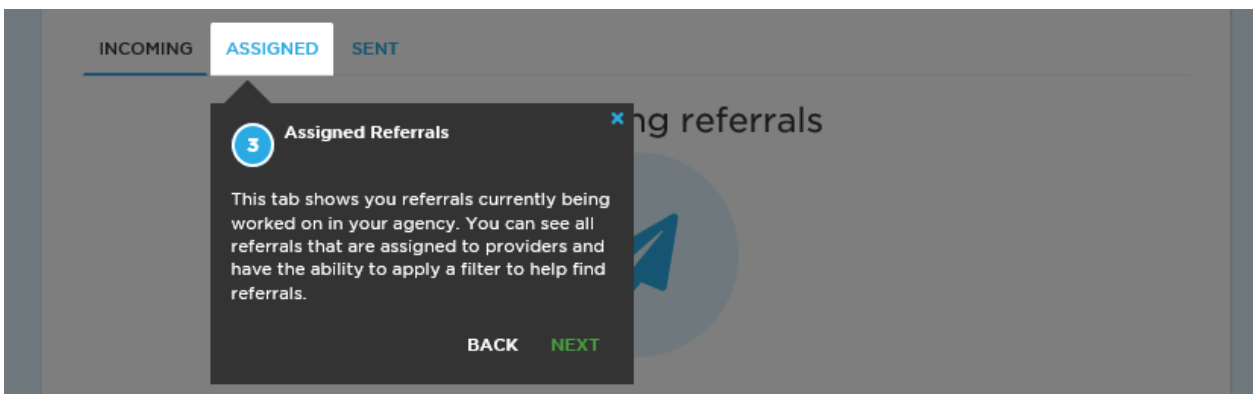 INCOMING ASSIGNED SENT
ng referrals
3 Assigned Referrals
This tab shows you referrals currently being
worked on in your agency. You can see all
referrals that are assigned to providers and
have the ability to apply a filter to help find
referrals.
BACK NEXT